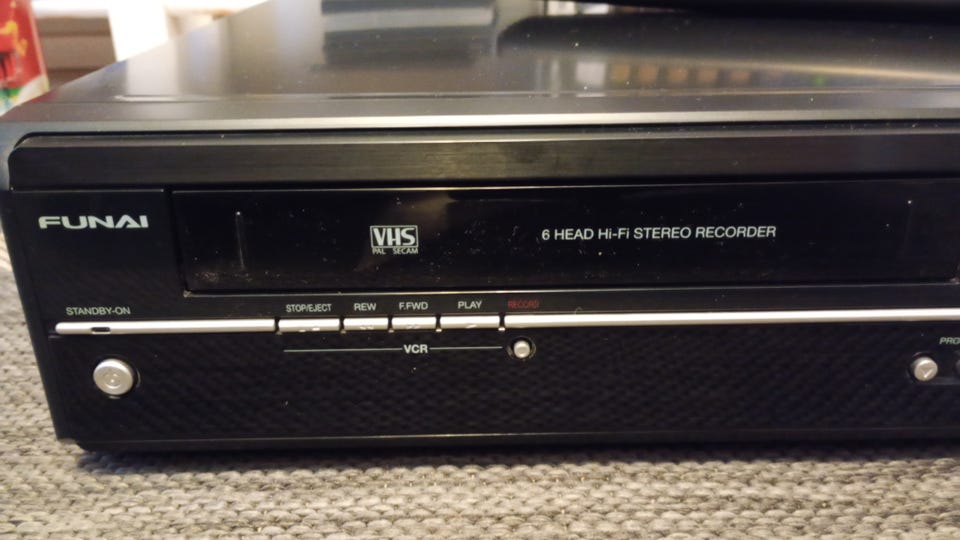 FUNAI
VHS
PAL SECAM
6 HEAD Hi-Fi STEREO RECORDER
STANDBY-ON
STOP/EJECT REW F.FWD PLAY RECORD
VCR